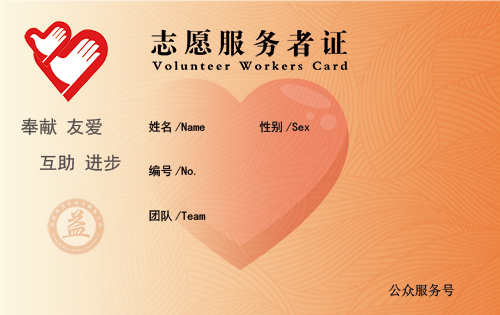 志愿服务者证
Volunteer Workers Card
奉献 友爱
互助 进步
姓名/Name 性别/Sex
编号/No.
团队/Team
益
公众服务号